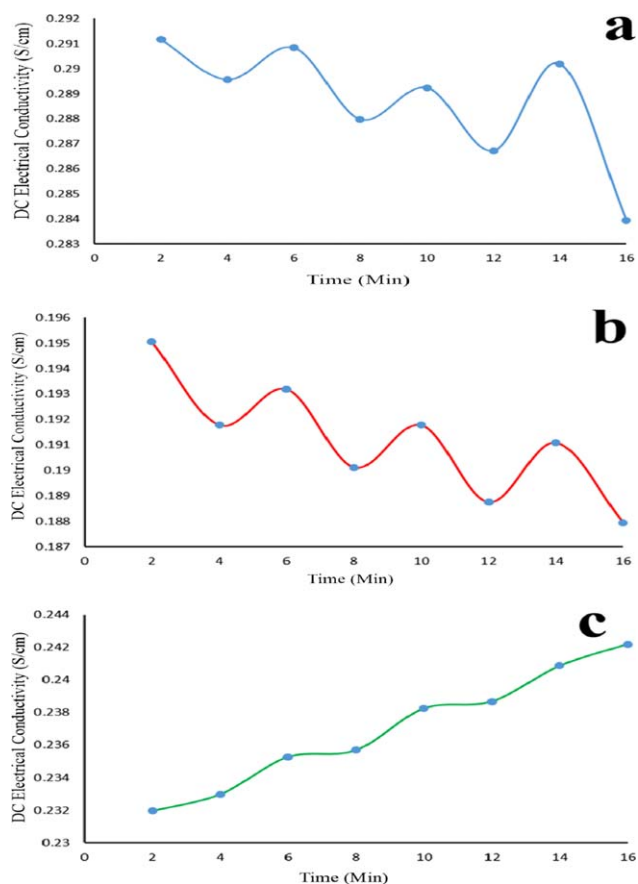 a
DC Electrical Conductivity (S/cm)
0.292
0.291
0.29
0.289
0.288
0.287
0.286
0.285
0.284
0.283
0 2 4 6 8 10 12 14 16
Time (Min)
b
DC Electrical Conductivity (S/cm)
0.196
0.195
0.194
0.193
0.192
0.191
0.19
0.189
0.188
0.187
0 2 4 6 8 10 12 14 16
Time (Min)
c
DC Electrical Conductivity (S/cm)
0.244
0.242
0.24
0.238
0.236
0.234
0.232
0.23
0 2 4 6 8 10 12 14 16
Time (Min)